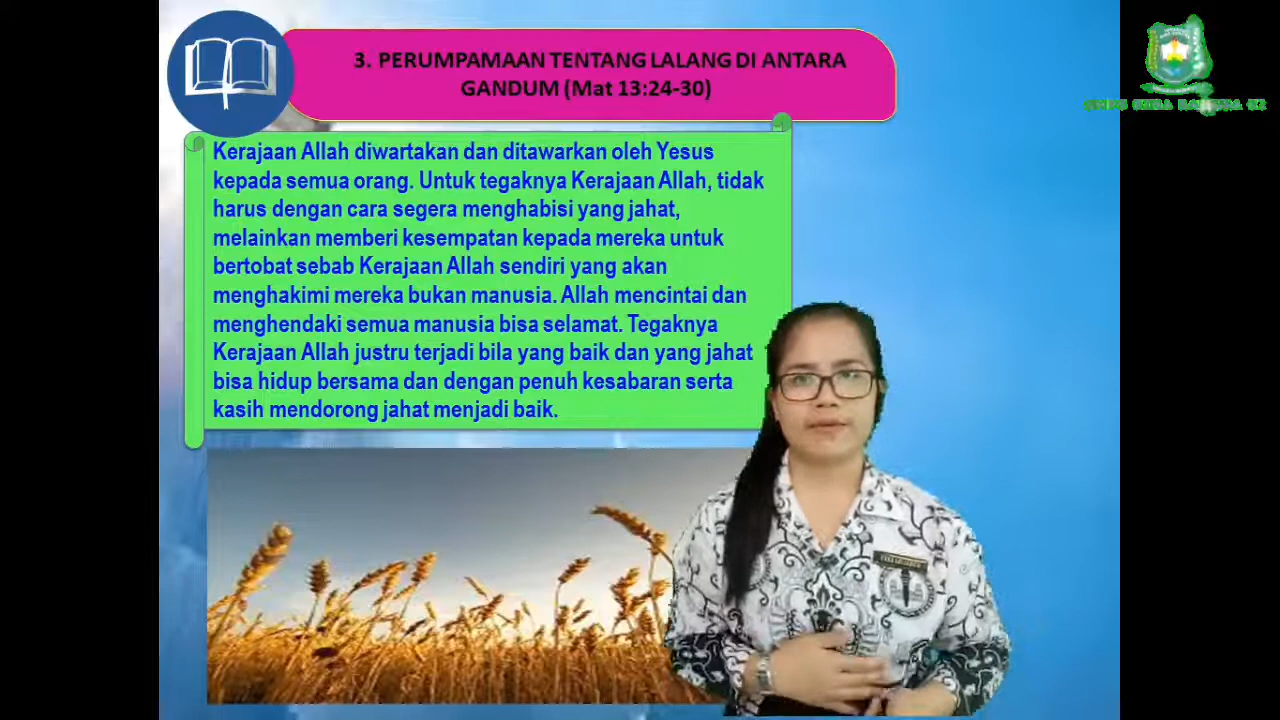 3. PERUMPAMAAN TENTANG LALANG DI ANTARA
GANDUM (Mat 13:24-30)
Kerajaan Allah diwartakan dan ditawarkan oleh Yesus
kepada semua orang. Untuk tegaknya Kerajaan Allah, tidak
harus dengan cara segera menghabisi yang jahat,
melainkan memberi kesempatan kepada mereka untuk
bertobat sebab Kerajaan Allah sendiri yang akan
menghakimi mereka bukan manusia. Allah mencintai dan
menghendaki semua manusia bisa selamat. Tegaknya
Kerajaan Allah justru terjadi bila yang baik dan yang jahat
bisa hidup bersama dan dengan penuh kesabaran serta
kasih mendorong jahat menjadi baik.